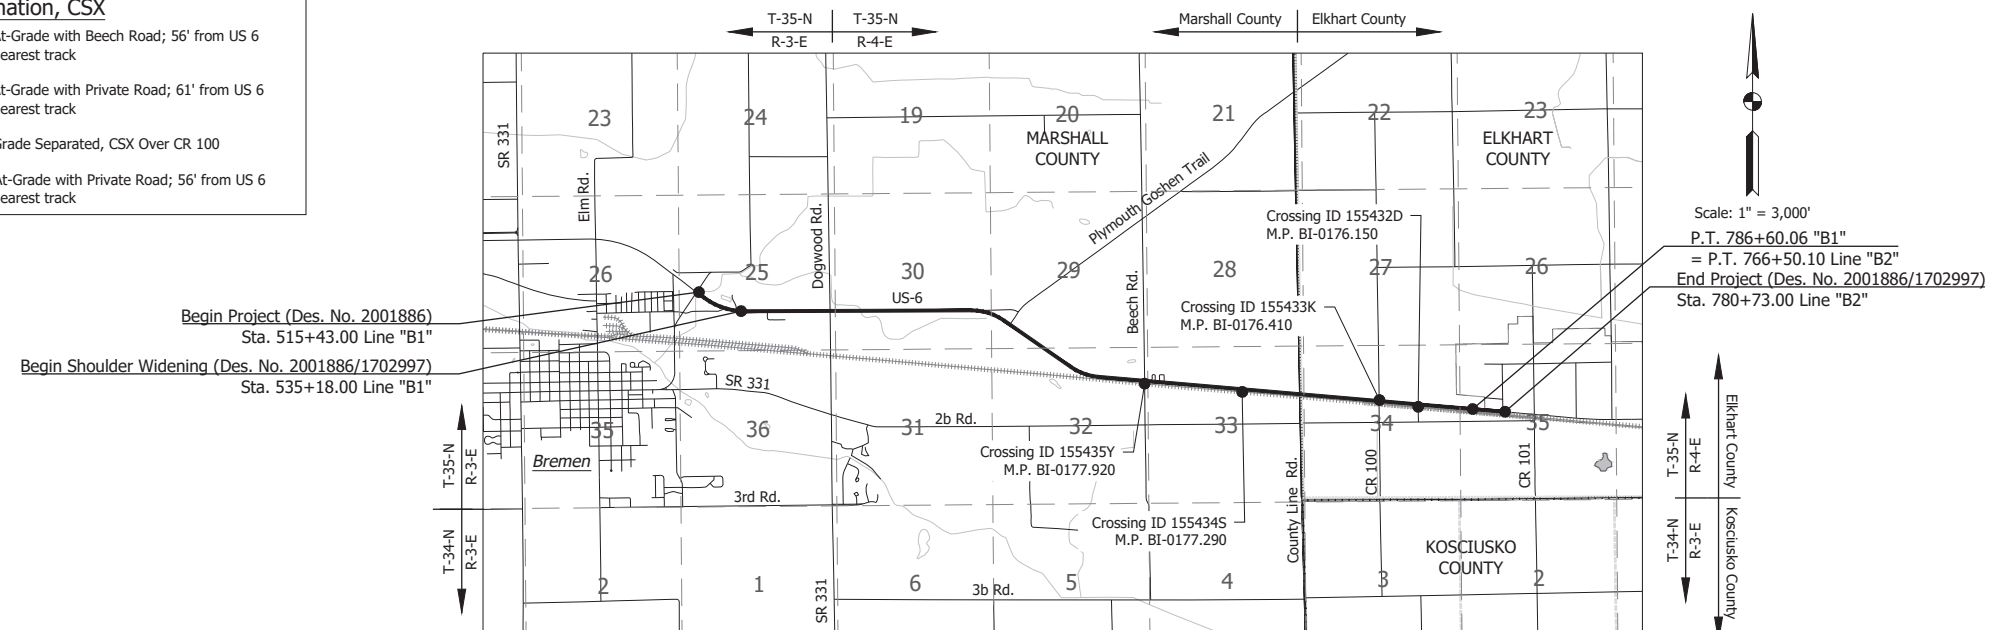 nation, CSX
At-Grade with Beech Road; 56' from US 6
nearest track
At-Grade with Private Road; 61' from US 6
nearest track
Grade Separated, CSX Over CR 100
At-Grade with Private Road; 56' from US 6
nearest track
T-35-N
R-3-E
T-35-N
R-4-E
Marshall County
Elkhart County
SR 331
23
24
19
20
21
22
23
MARSHALL
COUNTY
ELKHART
COUNTY
Elm Rd.
Dogwood Rd.
Plymouth Goshen Trail
Scale: 1" = 3,000'
Crossing ID 155432D
M.P. BI-0176.150
P.T. 786+60.06 "B1"
= P.T. 766+50.10 Line "B2"
End Project (Des. No. 2001886/1702997)
Sta. 780+73.00 Line "B2"
26
25
30
29
28
27
26
US-6
Beech Rd.
Crossing ID 155433K
M.P. BI-0176.410
Begin Project (Des. No. 2001886)
Sta. 515+43.00 Line "B1"
Begin Shoulder Widening (Des. No. 2001886/1702997)
Sta. 535+18.00 Line "B1"
SR 331
2b Rd.
35
36
31
32
33
34
35
Bremen
Crossing ID 155435Y
M.P. BI-0177.920
3rd Rd.
Crossing ID 155434S
M.P. BI-0177.290
County Line Rd.
CR 100
CR 101
T-35-N
R-3-E
T-34-N
R-3-E
T-35-N
R-4-E
T-34-N
R-3-E
Elkhart County
Kosciusko County
KOSCIUSKO
COUNTY
2
1
6
5
4
3
2
SR 331
3b Rd.